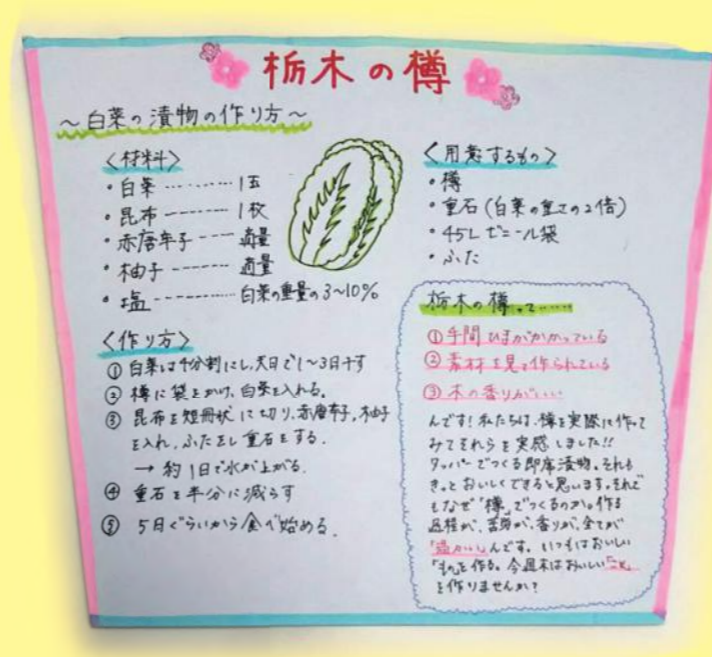 栃木の樽
~白菜の漬物の作り方~
<材料>
・白菜 ・・・・・・・・・ 1玉
・昆布 -------- 1枚
・赤唐辛子 ---- 適量
・柚子 -------- 適量
・塩 ---------- 白菜の重量の3~10%
<作り方>
① 白菜は4分割にし、天日で1~3日干す
② 樽に袋をかけ、白菜を入れる。
③ 昆布を短冊状に切り、赤唐辛子、柚子
を入れ、ふたをし重石をする。
→ 約1日で水が上がる。
④ 重石を半分に減らす
⑤ 5日ぐらいから食べ始める。
<用意するもの>
・樽
・重石(白菜の重さの2倍)
・45Lビニール袋
・ふた
栃木の樽って……
①手間ひまがかかっている
②素材を見て作られている
③木の香りがいい
んです!私たちは、樽を実際に作って
みてそれらを実感しました!!
タッパーでつくる即席漬物。それも
きっとおいしくできると思います。それで
もなぜ「樽」でつくるのか。作る
過程が、苦労が、香りが、全てが
「温かい」んです。いつもはおいしい
「もの」を作る。今週末はおいしい「こと」
を作りませんか?